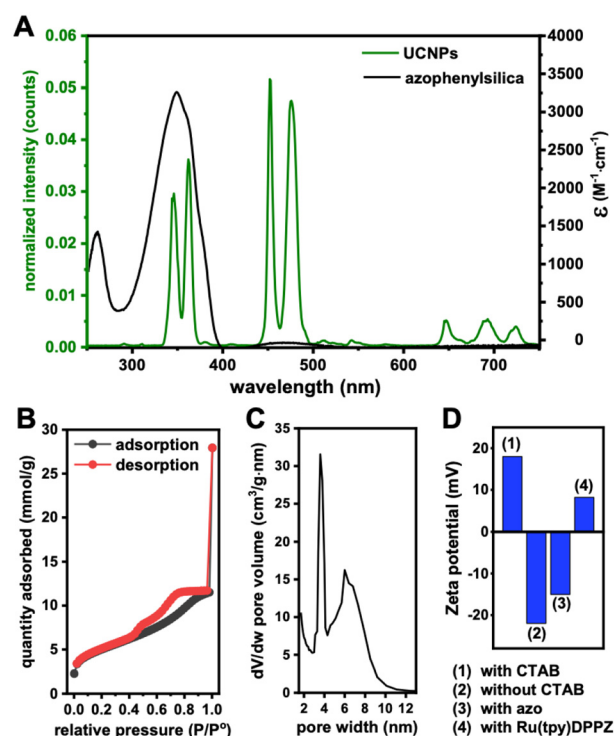 A
UCNPs
azophenylsilica
normalized intensity (counts)
0.06
0.05
0.04
0.03
0.02
0.01
0.00
4000
3500
3000
2500
2000
1500
1000
500
0
ε (M⁻¹·cm⁻¹)
300 400 500 600 700
wavelength (nm)
B
adsorption
desorption
quantity adsorbed (mmol/g)
30
25
20
15
10
5
0
0.0 0.2 0.4 0.6 0.8 1.0
relative pressure (P/Pº)
C
dV/dw pore volume (cm³/g·nm)
35
30
25
20
15
10
5
0
2 4 6 8 10 12
pore width (nm)
D
Zeta potential (mV)
20
10
0
-10
-20
(1)
(2)
(3)
(4)
(1) with CTAB
(2) without CTAB
(3) with azo
(4) with Ru(tpy)DPPZ